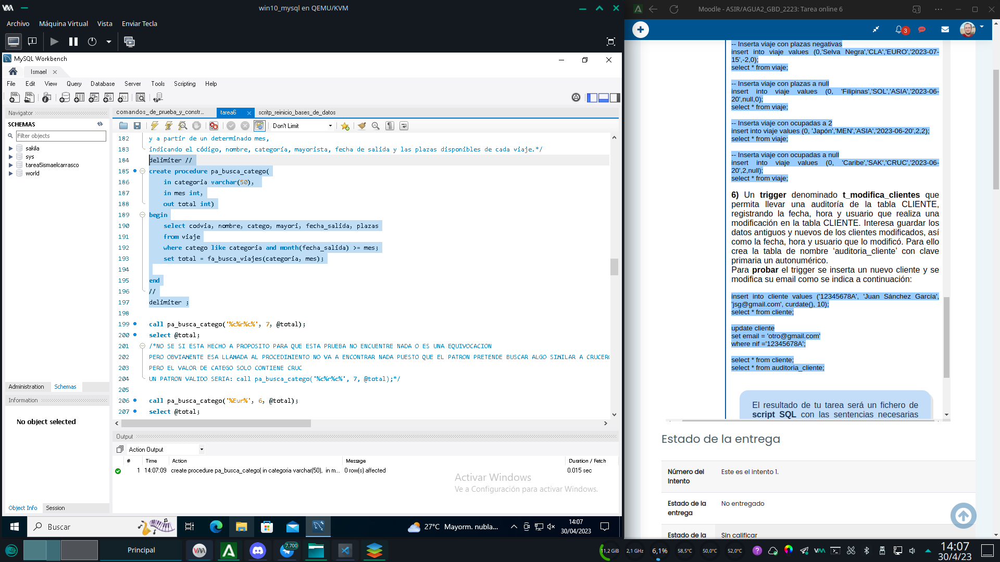 win10_mysql en QEMU/KVM
Archivo Máquina Virtual Vista Enviar Tecla
MySQL Workbench
Ismael
File Edit View Query Database Server Tools Scripting Help
Navigator
SCHEMAS
Filter objects
sakila
sys
tarea5ismaelcarrasco
world
Administration Schemas
Information
No object selected
Object Info Session
comandos_de_prueba_y_constr... tarea6 scritp_reinicio_bases_de_datos
Don't Limit
182 y a partir de un determinado mes,
183 indicando el código, nombre, categoría, mayorista, fecha de salida y las plazas disponibles de cada viaje.*/
184 delimiter //
185 create procedure pa_busca_catego(
186 in categoria varchar(50),
187 in mes int,
188 out total int)
189 begin
190 select codvia, nombre, catego, mayori, fecha_salida, plazas
191 from viaje
192 where catego like categoria and month(fecha_salida) >= mes;
193 set total = fa_busca_viajes(categoria, mes);
194
195 end
196 //
197 delimiter ;
198
199 call pa_busca_catego('%c%r%c%', 7, @total);
200 select @total;
201 /*NO SE SI ESTA HECHO A PROPOSITO PARA QUE ESTA PRUEBA NO ENCUENTRE NADA O ES UNA EQUIVOCACION
202 PERO OBVIAMENTE ESA LLAMADA AL PROCEDIMIENTO NO VA A ENCONTRAR NADA PUESTO QUE EL PATRON PRETENDE BUSCAR ALGO SIMILAR A CRUCERO
203 PERO EL VALOR DE CATEGO SOLO CONTIENE CRUC
204 UN PATRON VALIDO SERIA: call pa_busca_catego('%c%r%c%', 7, @total);*/
205
206 call pa_busca_catego('%Eur%', 6, @total);
207 select @total;
Output
Action Output
# Time Action Message Duration / Fetch
1 14:07:09 create procedure pa_busca_catego( in categoria varchar(50), in m... 0 row(s) affected 0.015 sec
Activar Windows
Ve a Configuración para activar Windows.
Buscar
27°C Mayorm. nubla...
14:07
30/04/2023
Moodle - ASIR/AGUA2_GBD_2223: Tarea online 6
3
-- Inserta viaje con plazas negativas
insert into viaje values (0,'Selva Negra','CLA','EURO','2023-07-
15',-2,0);
select * from viaje;
-- Inserta viaje con plazas a null
insert into viaje values (0, 'Filipinas','SOL','ASIA','2023-06-
20',null,0);
select * from viaje;
-- Inserta viaje con ocupadas a 2
insert into viaje values (0, 'Japón','MEN','ASIA','2023-06-20',2,2);
select * from viaje;
-- Inserta viaje con ocupadas a null
insert into viaje values (0, 'Caribe','SAK','CRUC','2023-06-
20',2,null);
select * from viaje;
6) Un trigger denominado t_modifica_clientes que
permita llevar una auditoría de la tabla CLIENTE,
registrando la fecha, hora y usuario que realiza una
modificación en la tabla CLIENTE. Interesa guardar los
datos antiguos y nuevos de los clientes modificados, así
como la fecha, hora y usuario que lo modificó. Para ello
crea la tabla de nombre ‘auditoria_cliente’ con clave
primaria un autonumérico.
Para probar el trigger se inserta un nuevo cliente y se
modifica su email como se indica a continuación:
insert into cliente values ('12345678A', 'Juan Sánchez García',
'jsg@gmail.com', curdate(), 10);
select * from cliente;
update cliente
set email = 'otro@gmail.com'
where nif ='12345678A';
select * from cliente;
select * from auditoria_cliente;
El resultado de tu tarea será un fichero de
script SQL con las sentencias necesarias
Estado de la entrega
Número del Este es el intento 1.
intento
Estado de la No entregado
entrega
Estado de la Sin calificar
Principal
7.700
11,2 GiB 2,1 GHz 6,1% 58,5°C 50,0°C 52,0°C
14:07
30/4/23